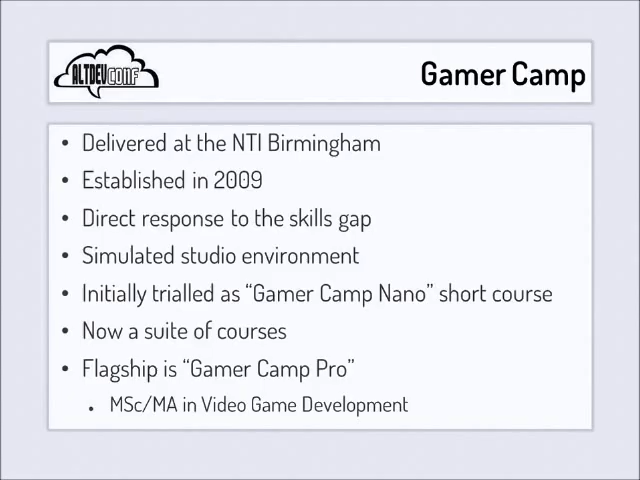 ALTDEVCONF
Gamer Camp
• Delivered at the NTI Birmingham
• Established in 2009
• Direct response to the skills gap
• Simulated studio environment
• Initially trialled as “Gamer Camp Nano” short course
• Now a suite of courses
• Flagship is “Gamer Camp Pro”
• MSc/MA in Video Game Development